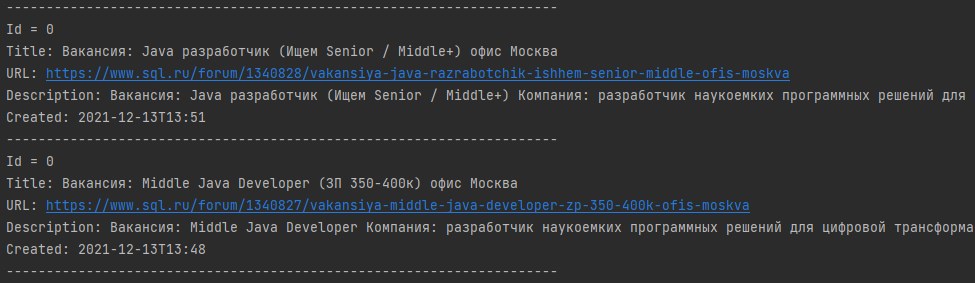 ---------------------------------------------------------------------
Id = 0
Title: Вакансия: Java разработчик (Ищем Senior / Middle+) офис Москва
URL: https://www.sql.ru/forum/1340828/vakansiya-java-razrabotchik-ishhem-senior-middle-ofis-moskva
Description: Вакансия: Java разработчик (Ищем Senior / Middle+) Компания: разработчик наукоемких программных решений для
Created: 2021-12-13T13:51
---------------------------------------------------------------------
Id = 0
Title: Вакансия: Middle Java Developer (ЗП 350-400к) офис Москва
URL: https://www.sql.ru/forum/1340827/vakansiya-middle-java-developer-zp-350-400k-ofis-moskva
Description: Вакансия: Middle Java Developer Компания: разработчик наукоемких программных решений для цифровой трансформа
Created: 2021-12-13T13:48
---------------------------------------------------------------------